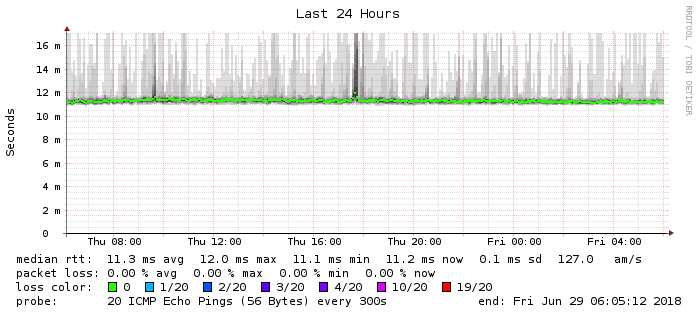 Last 24 Hours
RRDTOOL / TOBI OETIKER
Seconds
16 m
14 m
12 m
10 m
8 m
6 m
4 m
2 m
0
Thu 08:00 Thu 12:00 Thu 16:00 Thu 20:00 Fri 00:00 Fri 04:00
median rtt: 11.3 ms avg 12.0 ms max 11.1 ms min 11.2 ms now 0.1 ms sd 127.0 am/s
packet loss: 0.00 % avg 0.00 % max 0.00 % min 0.00 % now
loss color: 0 1/20 2/20 3/20 4/20 10/20 19/20
probe: 20 ICMP Echo Pings (56 Bytes) every 300s end: Fri Jun 29 06:05:12 2018